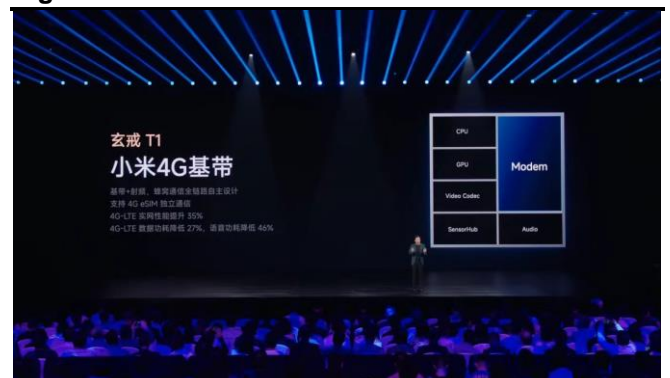 玄戒 T1
小米4G基带
基带+射频，蜂窝通信全链路自主设计
支持 4G eSIM 独立通信
4G-LTE 实网性能提升 35%
4G-LTE 数据功耗降低 27%、语音功耗降低 46%
CPU
GPU
Video Codec
SensorHub
Modem
Audio